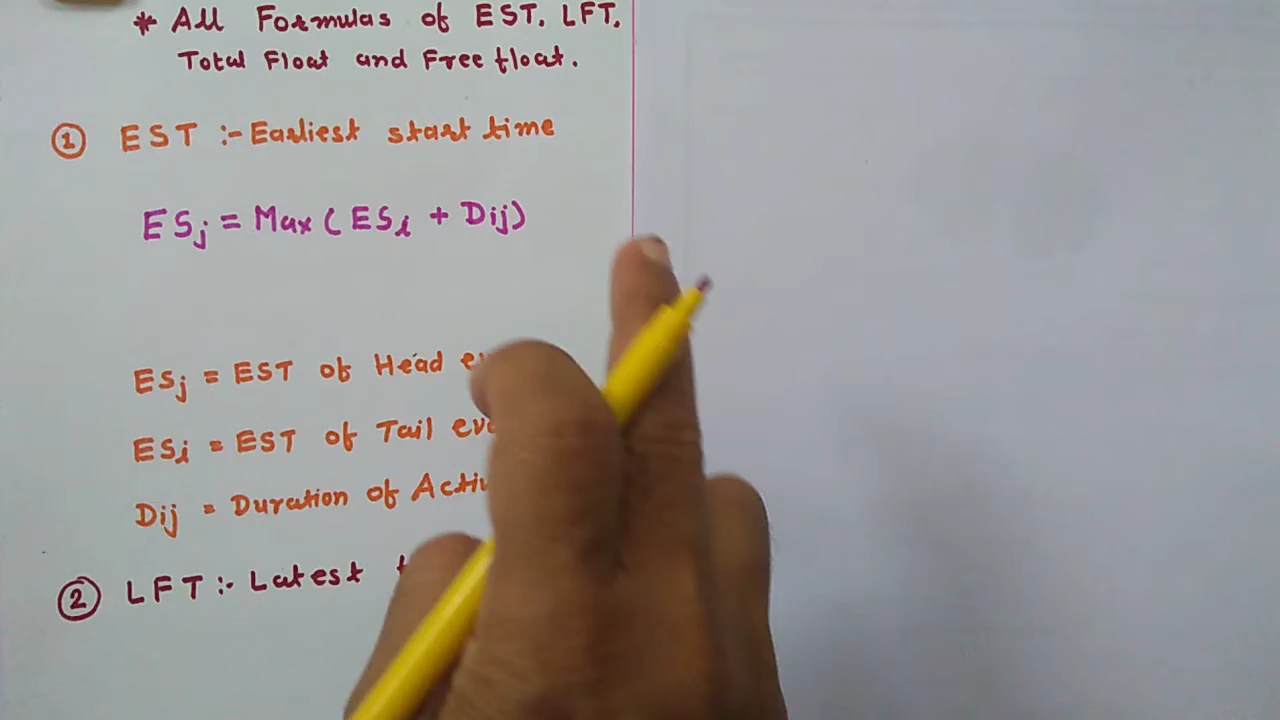 * All Formulas of EST, LFT,
Total Float and Free float.
① EST :- Earliest start time
ESj = Max ( ESi + Dij)
ESj = EST of Head
ESi = EST of Tail
Dij = Duration of
② LFT :- Latest